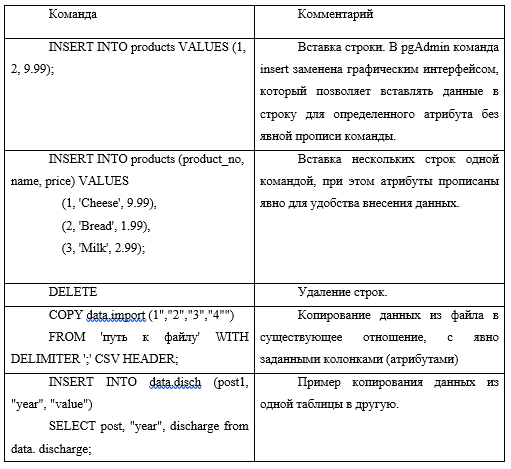 Команда
Комментарий
INSERT INTO products VALUES (1,
2, 9.99);
Вставка строки. В pgAdmin команда
insert заменена графическим интерфейсом,
который позволяет вставлять данные в
строку для определенного атрибута без
явной прописи команды.
INSERT INTO products (product_no,
name, price) VALUES
(1, 'Cheese', 9.99),
(2, 'Bread', 1.99),
(3, 'Milk', 2.99);
Вставка нескольких строк одной
командой, при этом атрибуты прописаны
явно для удобства внесения данных.
DELETE
Удаление строк.
COPY data.import (1","2","3","4"")
FROM 'путь к файлу' WITH
DELIMITER ';' CSV HEADER;
Копирование данных из файла в
существующее отношение, с явно
заданными колонками (атрибутами)
INSERT INTO data.disch (post1,
"year", "value")
SELECT post, "year", discharge from
data. discharge;
Пример копирования данных из
одной таблицы в другую.